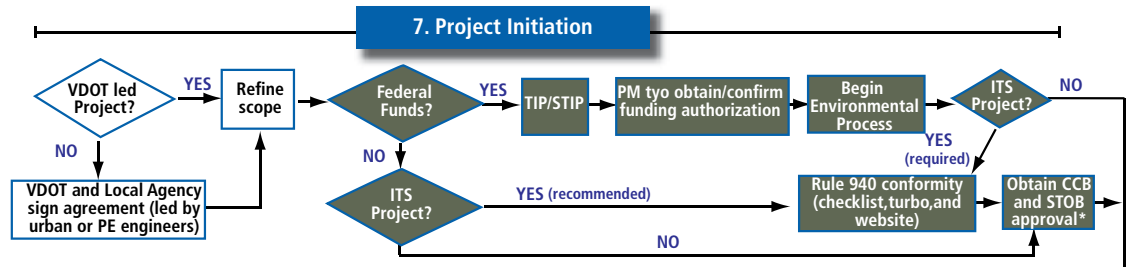 7. Project Initiation
VDOT led
Project?
YES
Refine
scope
Federal
Funds?
YES
TIP/STIP
PM tyo obtain/confirm
funding authorization
Begin
Environmental
Process
ITS
Project?
NO
NO
VDOT and Local Agency
sign agreement (led by
urban or PE engineers)
NO
ITS
Project?
YES (recommended)
YES
(required)
Rule 940 conformity
(checklist,turbo,and
website)
Obtain CCB
and STOB
approval*
NO